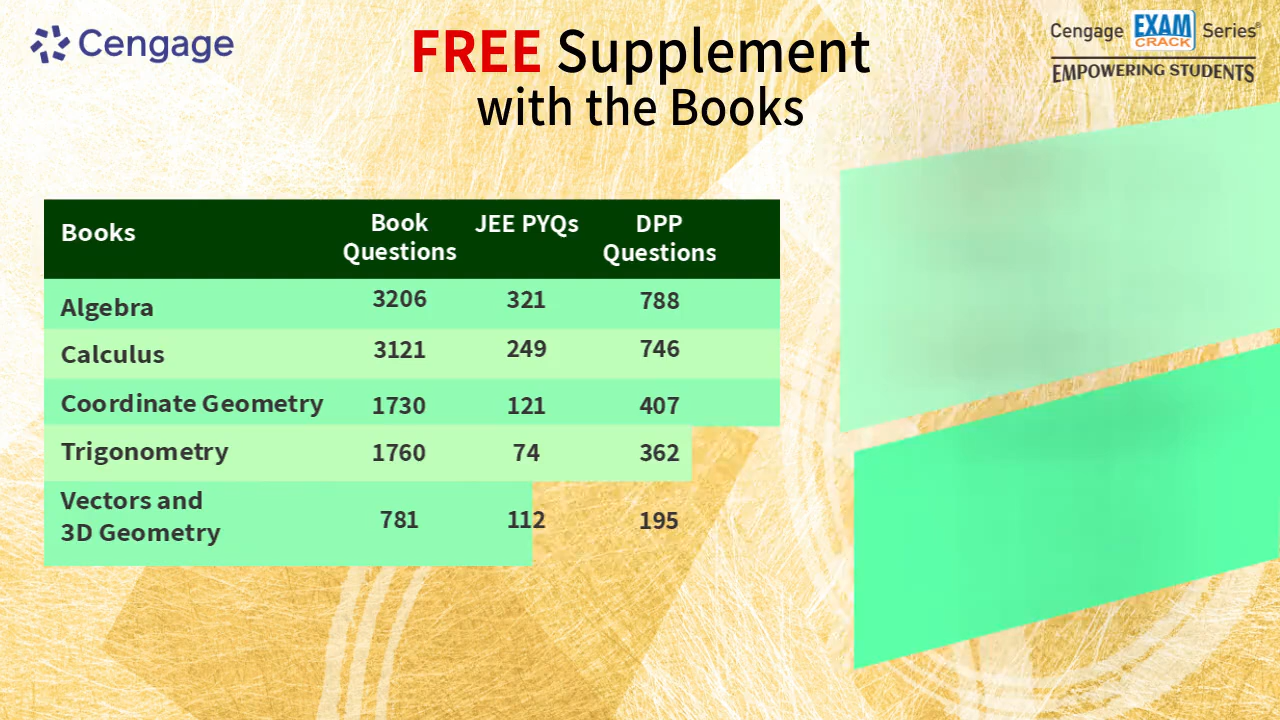 Cengage
FREE Supplement
with the Books
Cengage EXAM CRACK Series®
EMPOWERING STUDENTS
Books Book Questions JEE PYQs DPP Questions
Algebra 3206 321 788
Calculus 3121 249 746
Coordinate Geometry 1730 121 407
Trigonometry 1760 74 362
Vectors and
3D Geometry 781 112 195